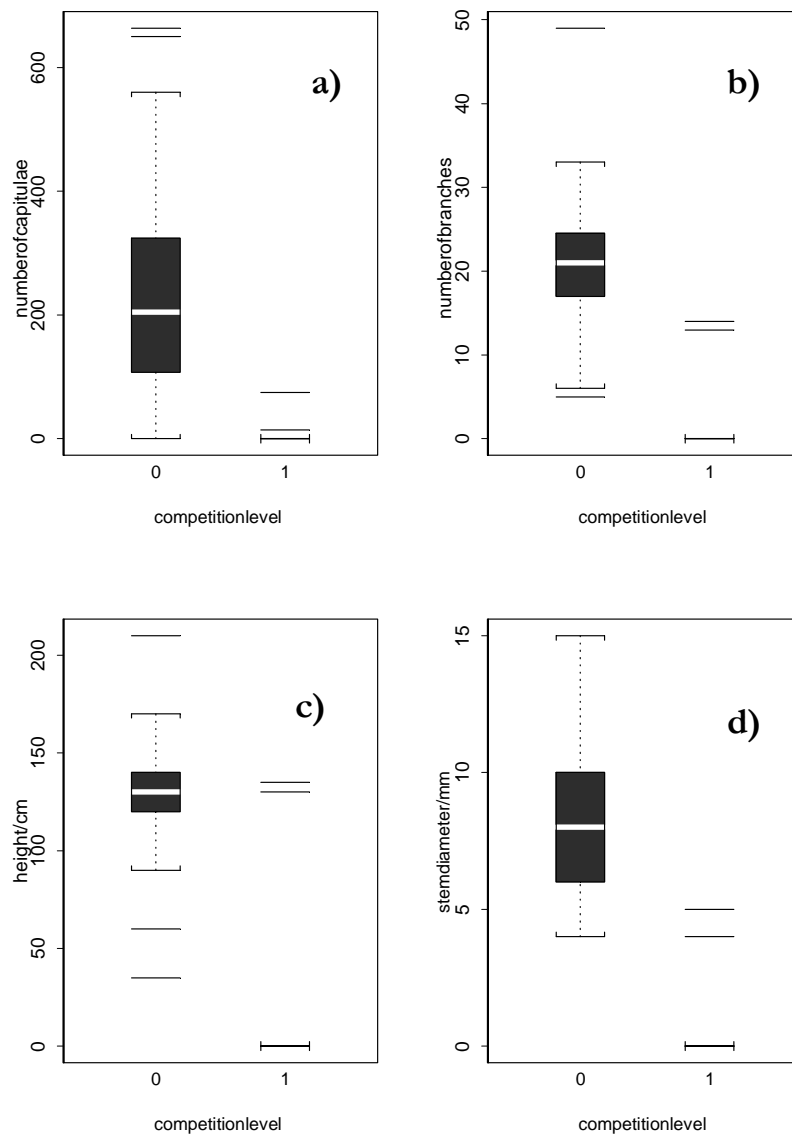 a)
numberofcapitulae
600
400
200
0
0 1
competitionlevel
b)
numberofbranches
50
40
30
20
10
0
0 1
competitionlevel
c)
height/cm
200
150
100
50
0
0 1
competitionlevel
d)
stemdiameter/mm
15
10
5
0
0 1
competitionlevel